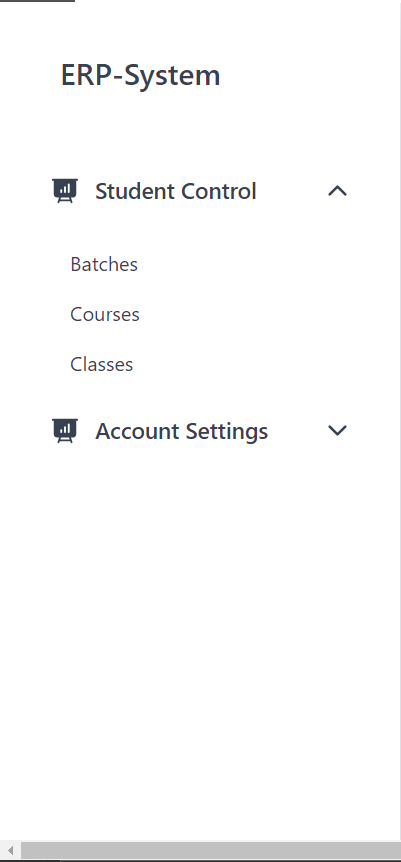 ERP-System
Student Control
Batches
Courses
Classes
Account Settings